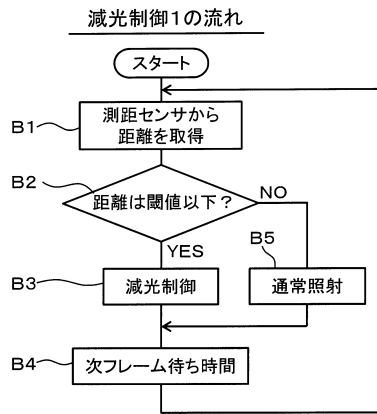 減光制御1の流れ
スタート
B1
測距センサから
距離を取得
B2
距離は閾値以下？
NO
YES
B5
B3
減光制御
通常照射
B4
次フレーム待ち時間